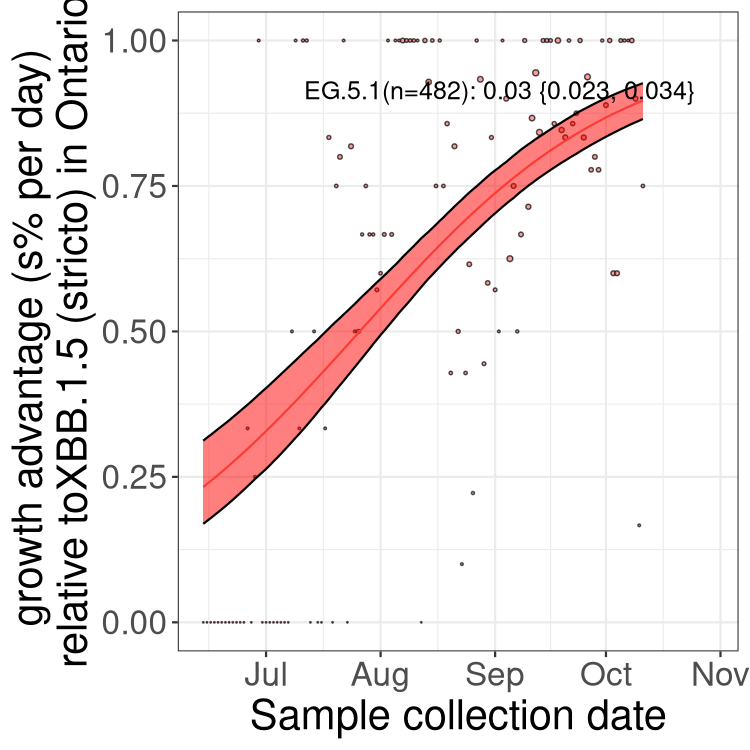 growth advantage (s% per day)
relative toXBB.1.5 (stricto) in Ontario
1.00
EG.5.1(n=482): 0.03 {0.023, 0.034}
0.75
0.50
0.25
0.00
Jul Aug Sep Oct Nov
Sample collection date